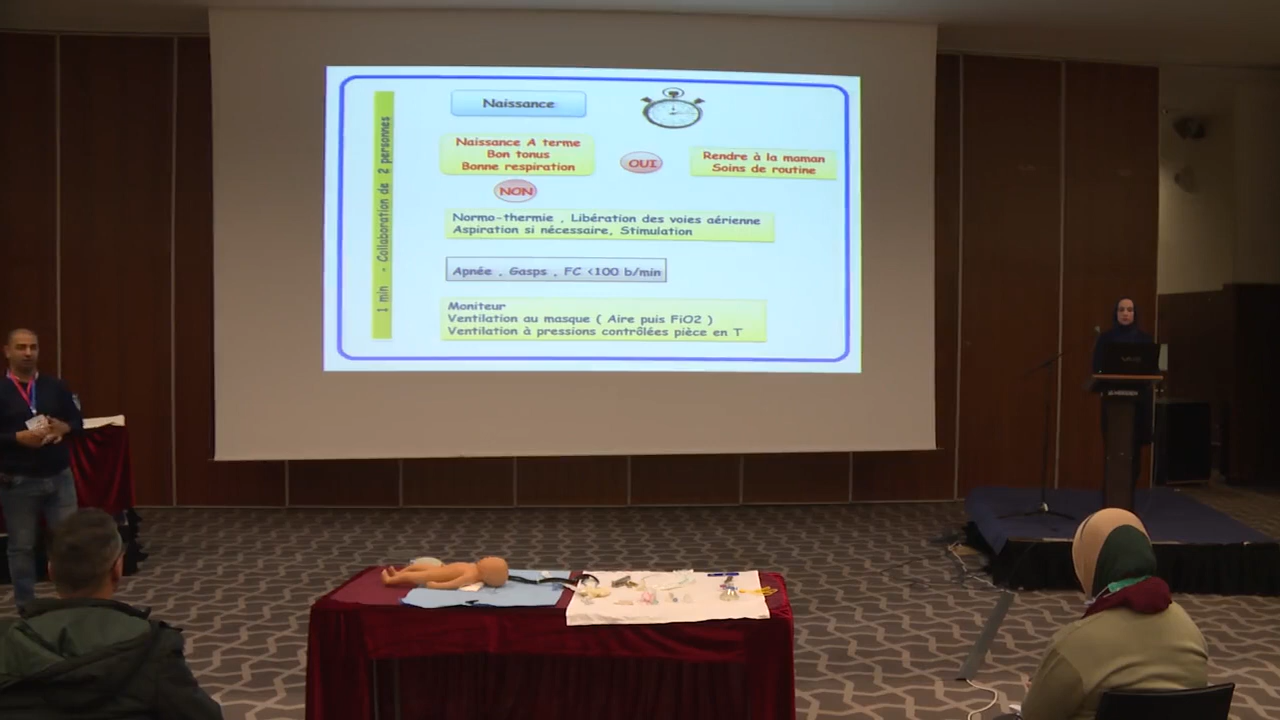 Naissance
Naissance A terme
Bon tonus
Bonne respiration
OUI
Rendre à la maman
Soins de routine
NON
Normo-thermie , Libération des voies aérienne
Aspiration si nécessaire, Stimulation
Apnée , Gasps , FC <100 b/min
Moniteur
Ventilation au masque ( Aire puis FiO2 )
Ventilation à pressions contrôlées pièce en T
1 min - Collaboration de 2 personnes